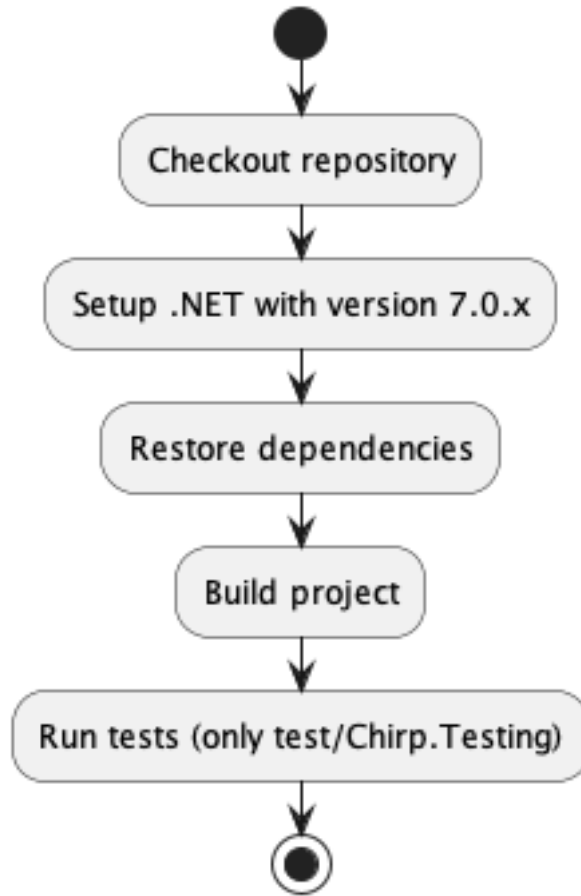 Checkout repository
Setup .NET with version 7.0.x
Restore dependencies
Build project
Run tests (only test/Chirp.Testing)